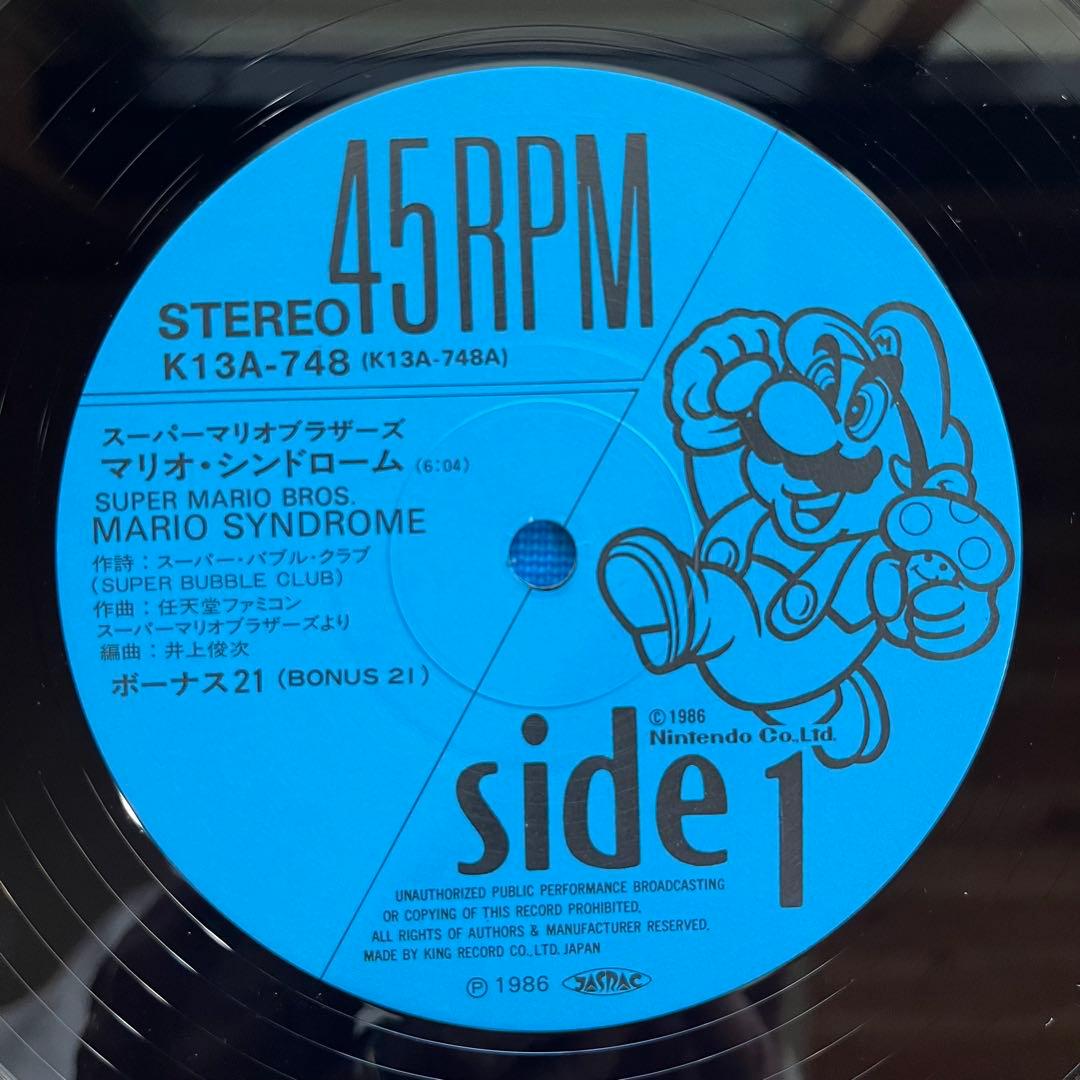 45RPM
STEREO
K13A-748 (K13A-748A)
スーパーマリオブラザーズ
マリオ・シンドローム (6:04)
SUPER MARIO BROS.
MARIO SYNDROME
作詩：スーパー・バブル・クラブ
(SUPER BUBBLE CLUB)
作曲：任天堂ファミコン
スーパーマリオブラザーズより
編曲：井上俊次
ボーナス21 (BONUS 21)
M
© 1986
Nintendo Co.,Ltd.
side 1
UNAUTHORIZED PUBLIC PERFORMANCE BROADCASTING
OR COPYING OF THIS RECORD PROHIBITED.
ALL RIGHTS OF AUTHORS & MANUFACTURER RESERVED.
MADE BY KING RECORD CO.,LTD. JAPAN
℗ 1986 JASRAC